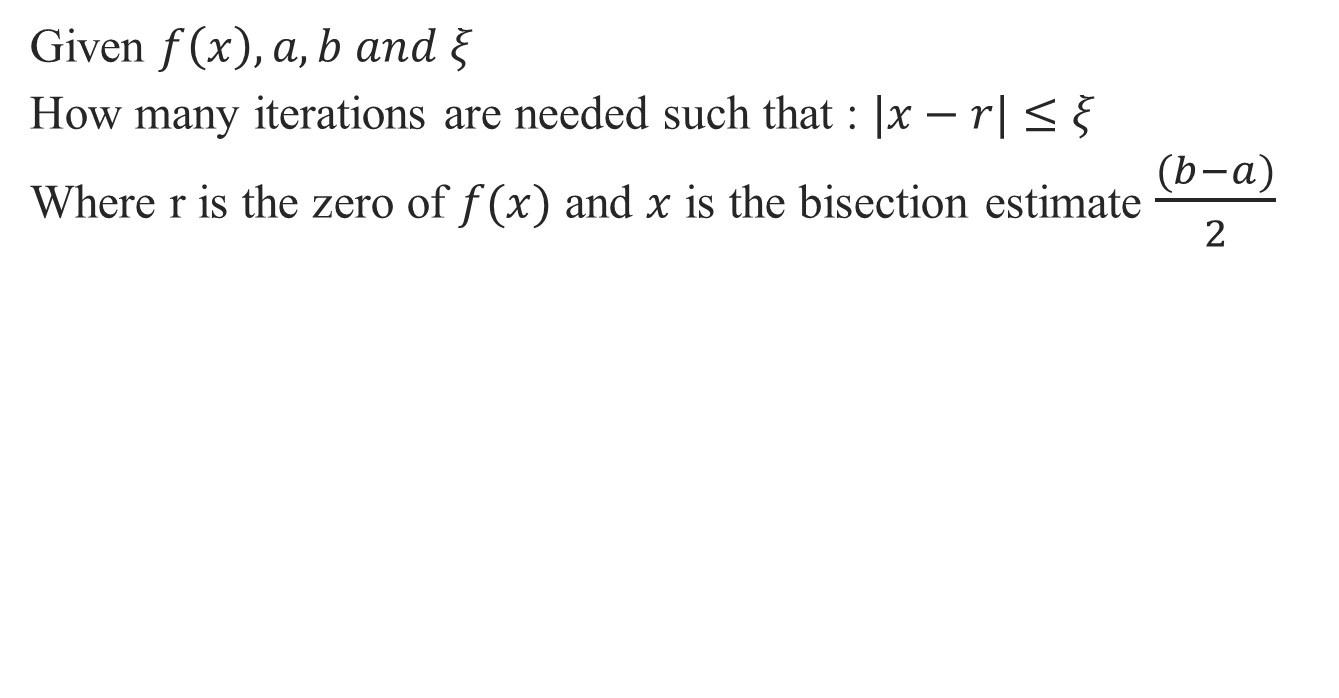 Given f(x), a, b and ξ
How many iterations are needed such that : |x − r| ≤ ξ
Where r is the zero of f(x) and x is the bisection estimate (b−a)/2